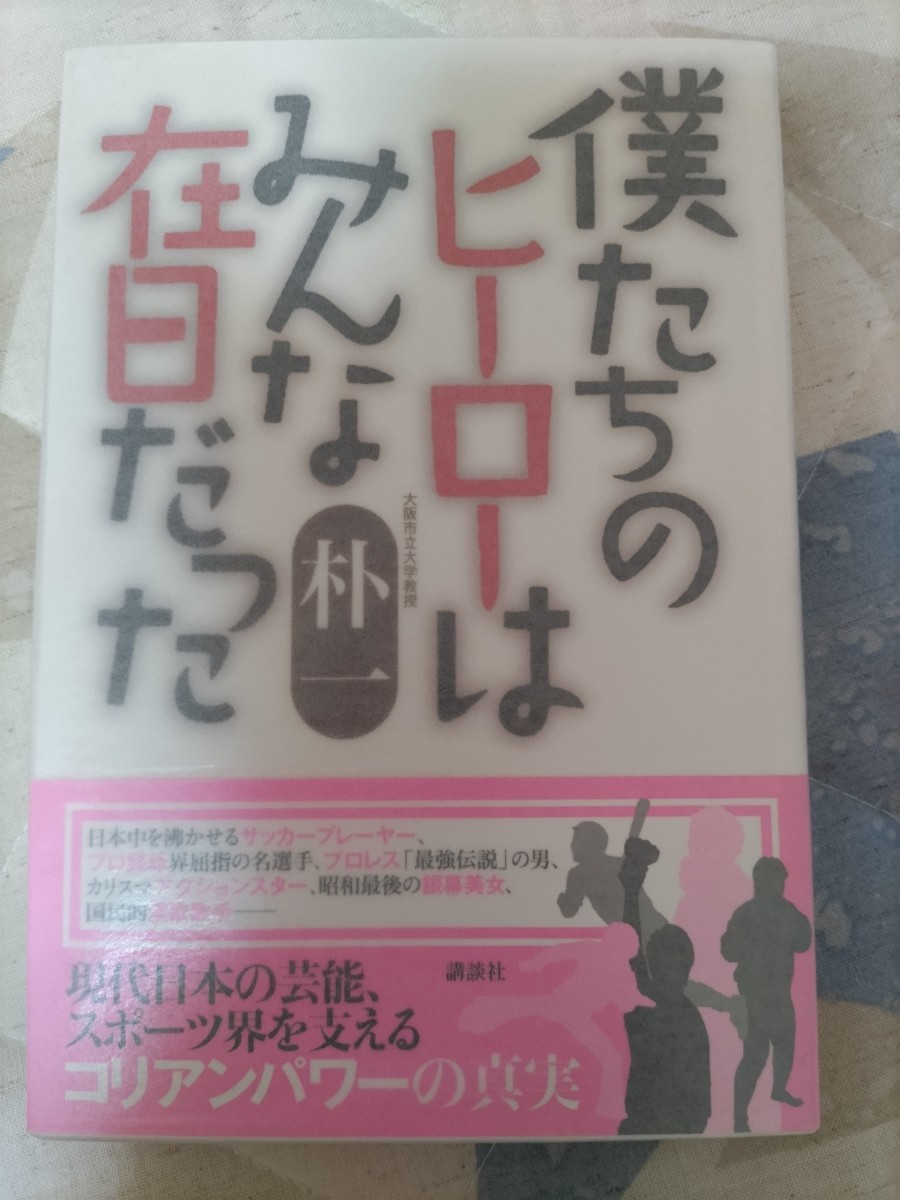 僕たちの
ヒーローは
みんな
在日だった
大阪市立大学教授
朴一
日本中を沸かせるサッカープレーヤー、
プロ野球界屈指の名選手、プロレス「最強伝説」の男、
カリスマアクションスター、昭和最後の銀幕美女、
国民的演歌歌手――
講談社
現代日本の芸能、
スポーツ界を支える
コリアンパワーの真実